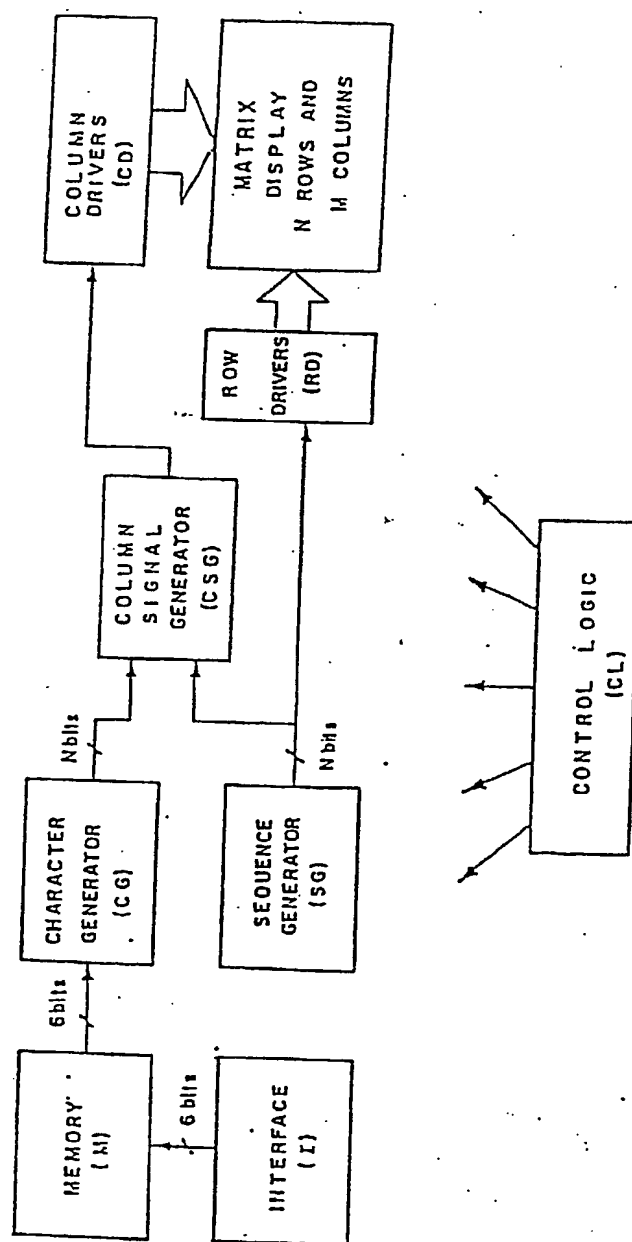 MEMORY
(M)
6 bits
INTERFACE
(I)
6 bits
CHARACTER
GENERATOR
(CG)
N bits
SEQUENCE
GENERATOR
(SG)
N bits
COLUMN
SIGNAL
GENERATOR
(CSG)
COLUMN
DRIVERS
(CD)
ROW
DRIVERS
(RD)
MATRIX
DISPLAY
N ROWS AND
M COLUMNS
CONTROL LOGIC
(CL)